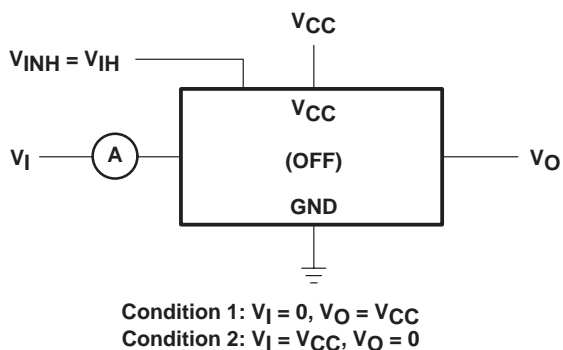 VCC
VINH = VIH
VCC
VI
A
(OFF)
VO
GND
Condition 1: VI = 0, VO = VCC
Condition 2: VI = VCC, VO = 0